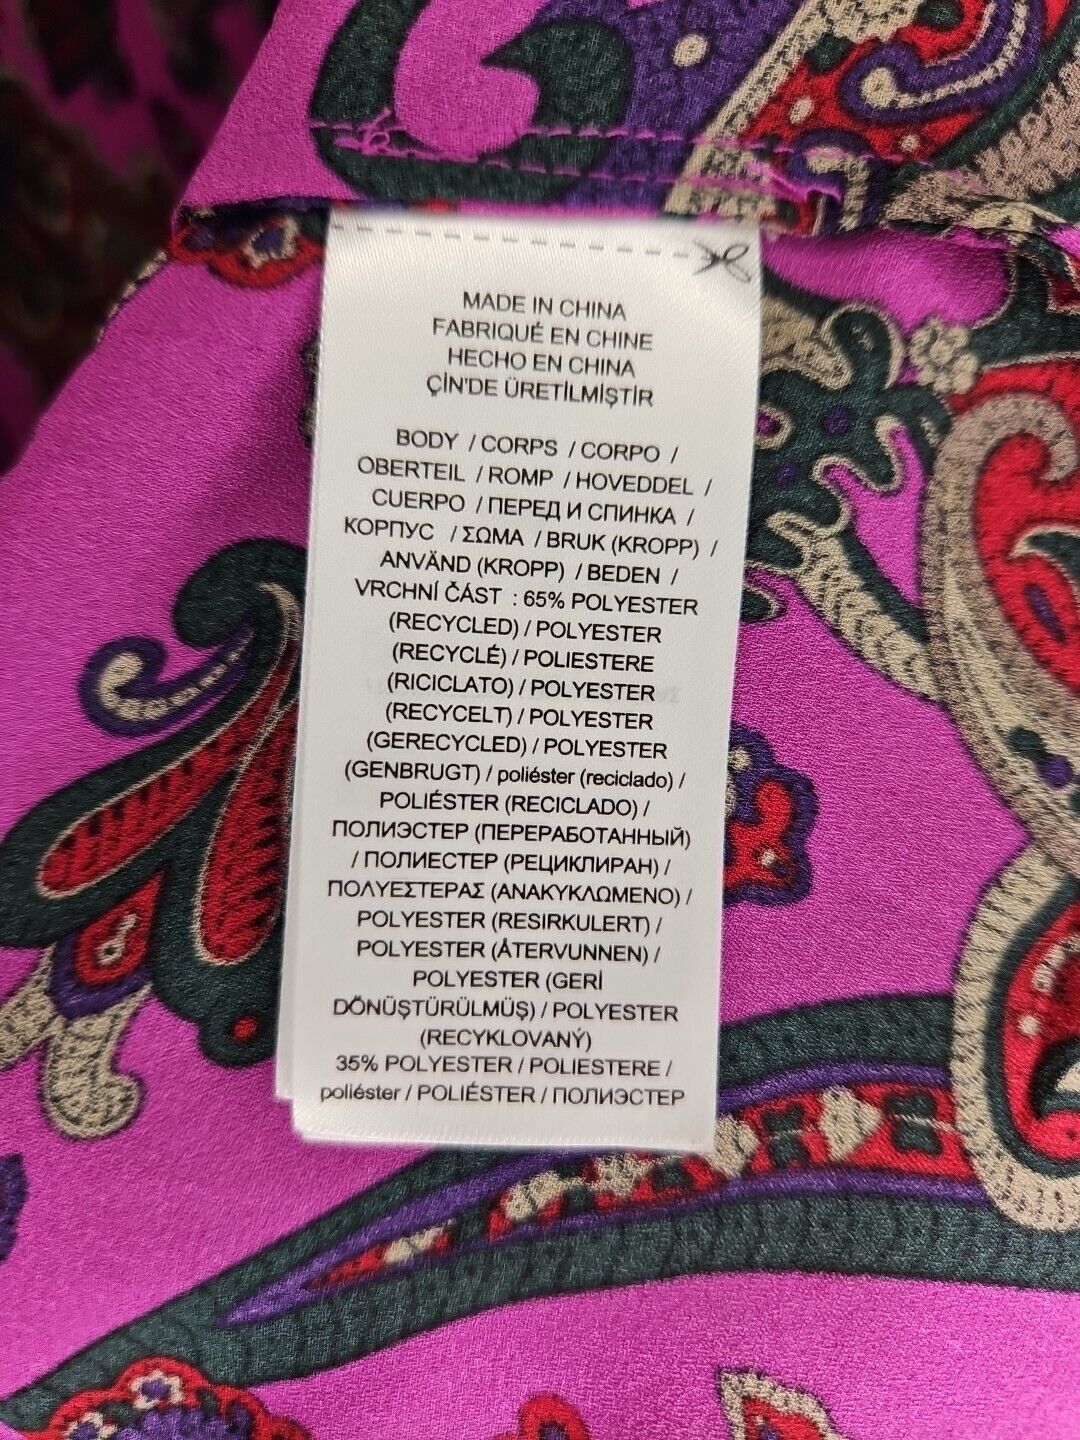 MADE IN CHINA
FABRIQUÉ EN CHINE
HECHO EN CHINA
ÇİN'DE ÜRETİLMİŞTİR
BODY / CORPS / CORPO /
OBERTEIL / ROMP / HOVEDDEL /
CUERPO / ПЕРЕД И СПИНКА /
КОРПУС / ΣΩΜΑ / BRUK (KROPP) /
ANVÄND (KROPP) / BEDEN /
VRCHNÍ ČÁST : 65% POLYESTER
(RECYCLED) / POLYESTER
(RECYCLÉ) / POLIESTERE
(RICICLATO) / POLYESTER
(RECYCELT) / POLYESTER
(GERECYCLED) / POLYESTER
(GENBRUGT) / poliéster (reciclado) /
POLIÉSTER (RECICLADO) /
ПОЛИЭСТЕР (ПЕРЕРАБОТАННЫЙ)
/ ПОЛИЕСТЕР (РЕЦИКЛИРАН) /
ΠΟΛΥΕΣΤΕΡΑΣ (ΑΝΑΚΥΚΛΩΜΕΝΟ) /
POLYESTER (RESIRKULERT) /
POLYESTER (ÅTERVUNNEN) /
POLYESTER (GERİ
DÖNÜŞTÜRÜLMÜŞ) / POLYESTER
(RECYKLOVANÝ)
35% POLYESTER / POLIESTERE /
poliéster / POLIÉSTER / ПОЛИЭСТЕР